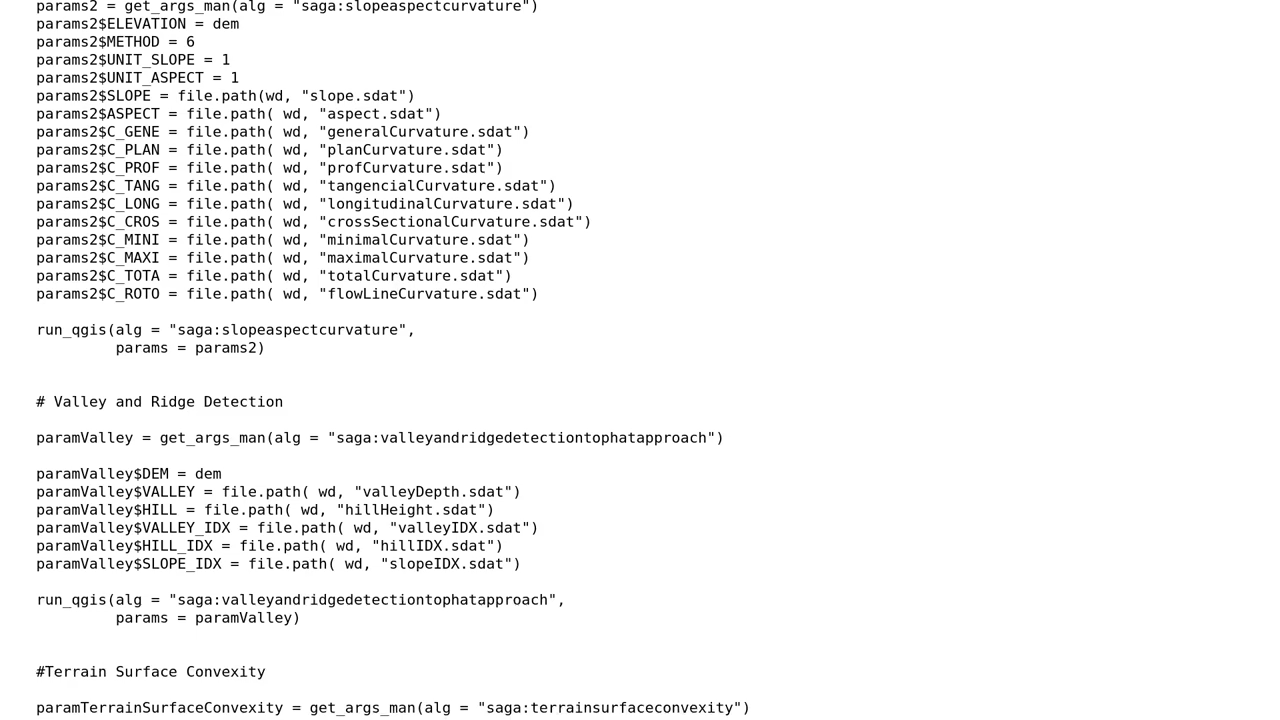 params2 = get_args_man(alg = "saga:slopeaspectcurvature")
params2$ELEVATION = dem
params2$METHOD = 6
params2$UNIT_SLOPE = 1
params2$UNIT_ASPECT = 1
params2$SLOPE = file.path(wd, "slope.sdat")
params2$ASPECT = file.path( wd, "aspect.sdat")
params2$C_GENE = file.path( wd, "generalCurvature.sdat")
params2$C_PLAN = file.path( wd, "planCurvature.sdat")
params2$C_PROF = file.path( wd, "profCurvature.sdat")
params2$C_TANG = file.path( wd, "tangencialCurvature.sdat")
params2$C_LONG = file.path( wd, "longitudinalCurvature.sdat")
params2$C_CROS = file.path( wd, "crossSectionalCurvature.sdat")
params2$C_MINI = file.path( wd, "minimalCurvature.sdat")
params2$C_MAXI = file.path( wd, "maximalCurvature.sdat")
params2$C_TOTA = file.path( wd, "totalCurvature.sdat")
params2$C_ROTO = file.path( wd, "flowLineCurvature.sdat")
run_qgis(alg = "saga:slopeaspectcurvature",
         params = params2)
# Valley and Ridge Detection
paramValley = get_args_man(alg = "saga:valleyandridgedetectiontophatapproach")
paramValley$DEM = dem
paramValley$VALLEY = file.path( wd, "valleyDepth.sdat")
paramValley$HILL = file.path( wd, "hillHeight.sdat")
paramValley$VALLEY_IDX = file.path( wd, "valleyIDX.sdat")
paramValley$HILL_IDX = file.path( wd, "hillIDX.sdat")
paramValley$SLOPE_IDX = file.path( wd, "slopeIDX.sdat")
run_qgis(alg = "saga:valleyandridgedetectiontophatapproach",
         params = paramValley)
#Terrain Surface Convexity
paramTerrainSurfaceConvexity = get_args_man(alg = "saga:terrainsurfaceconvexity")